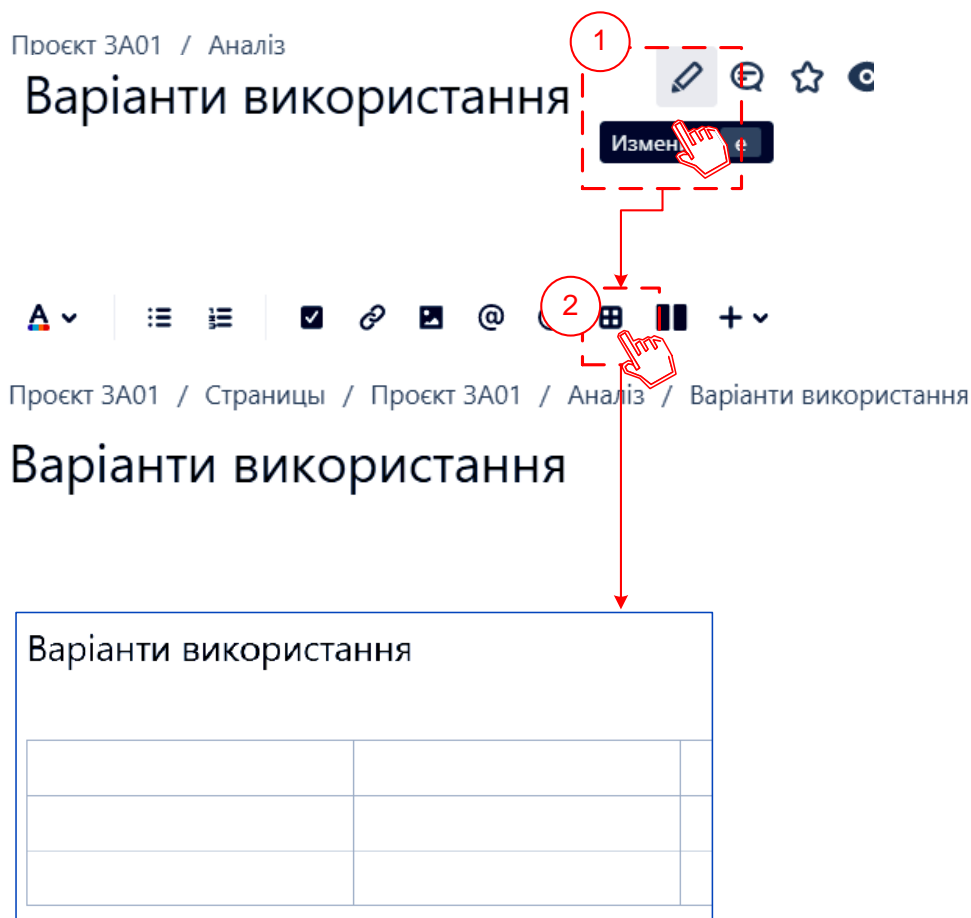 Проєкт ЗА01 / Аналіз
1
Варіанти використання
е
A
2
@
Проєкт ЗА01 / Страницы / Проєкт ЗА01 / Аналіз / Варіанти використання
Варіанти використання
Варіанти використання